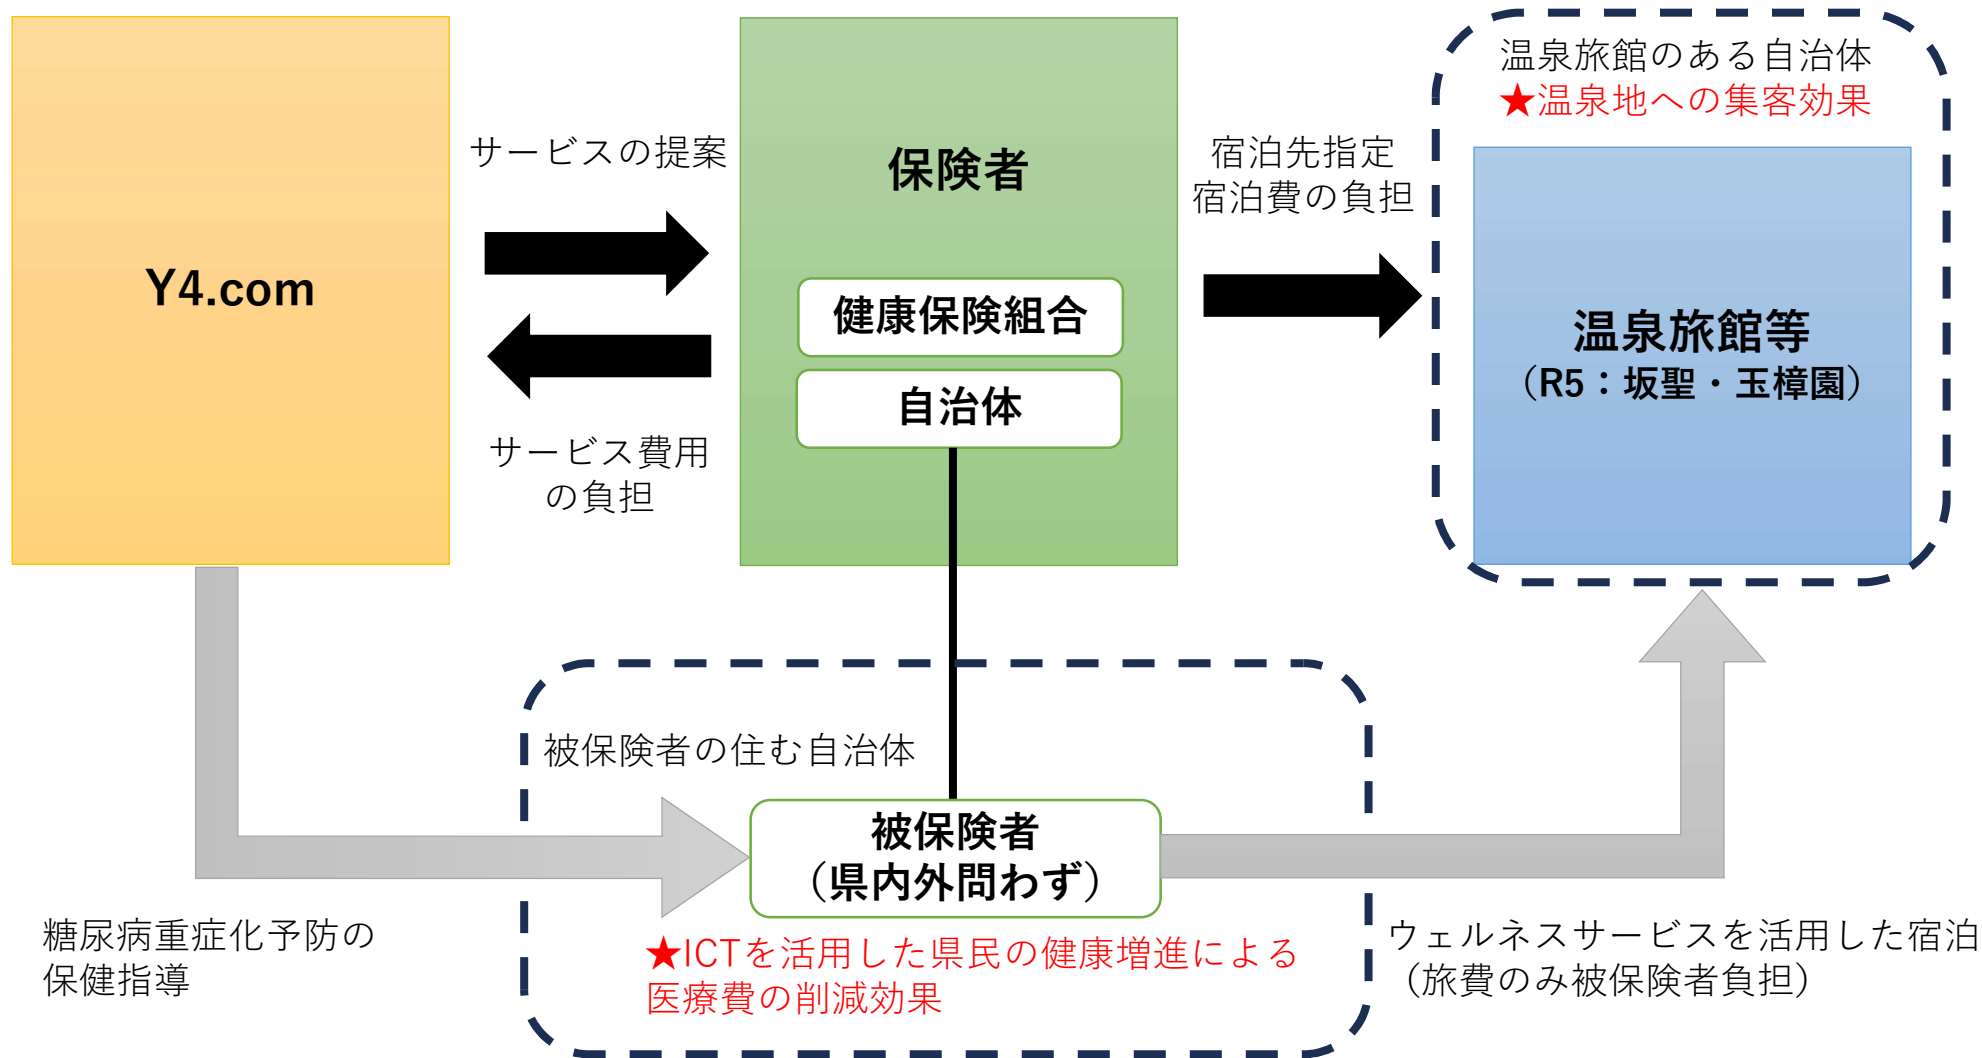 温泉旅館のある自治体
★温泉地への集客効果
サービスの提案
保険者
宿泊先指定
宿泊費の負担
Y4.com
健康保険組合
自治体
温泉旅館等
（R5：坂聖・玉樟園）
サービス費用
の負担
被保険者の住む自治体
被保険者
（県内外問わず）
糖尿病重症化予防の
保健指導
★ICTを活用した県民の健康増進による
医療費の削減効果
ウェルネスサービスを活用した宿泊
（旅費のみ被保険者負担）